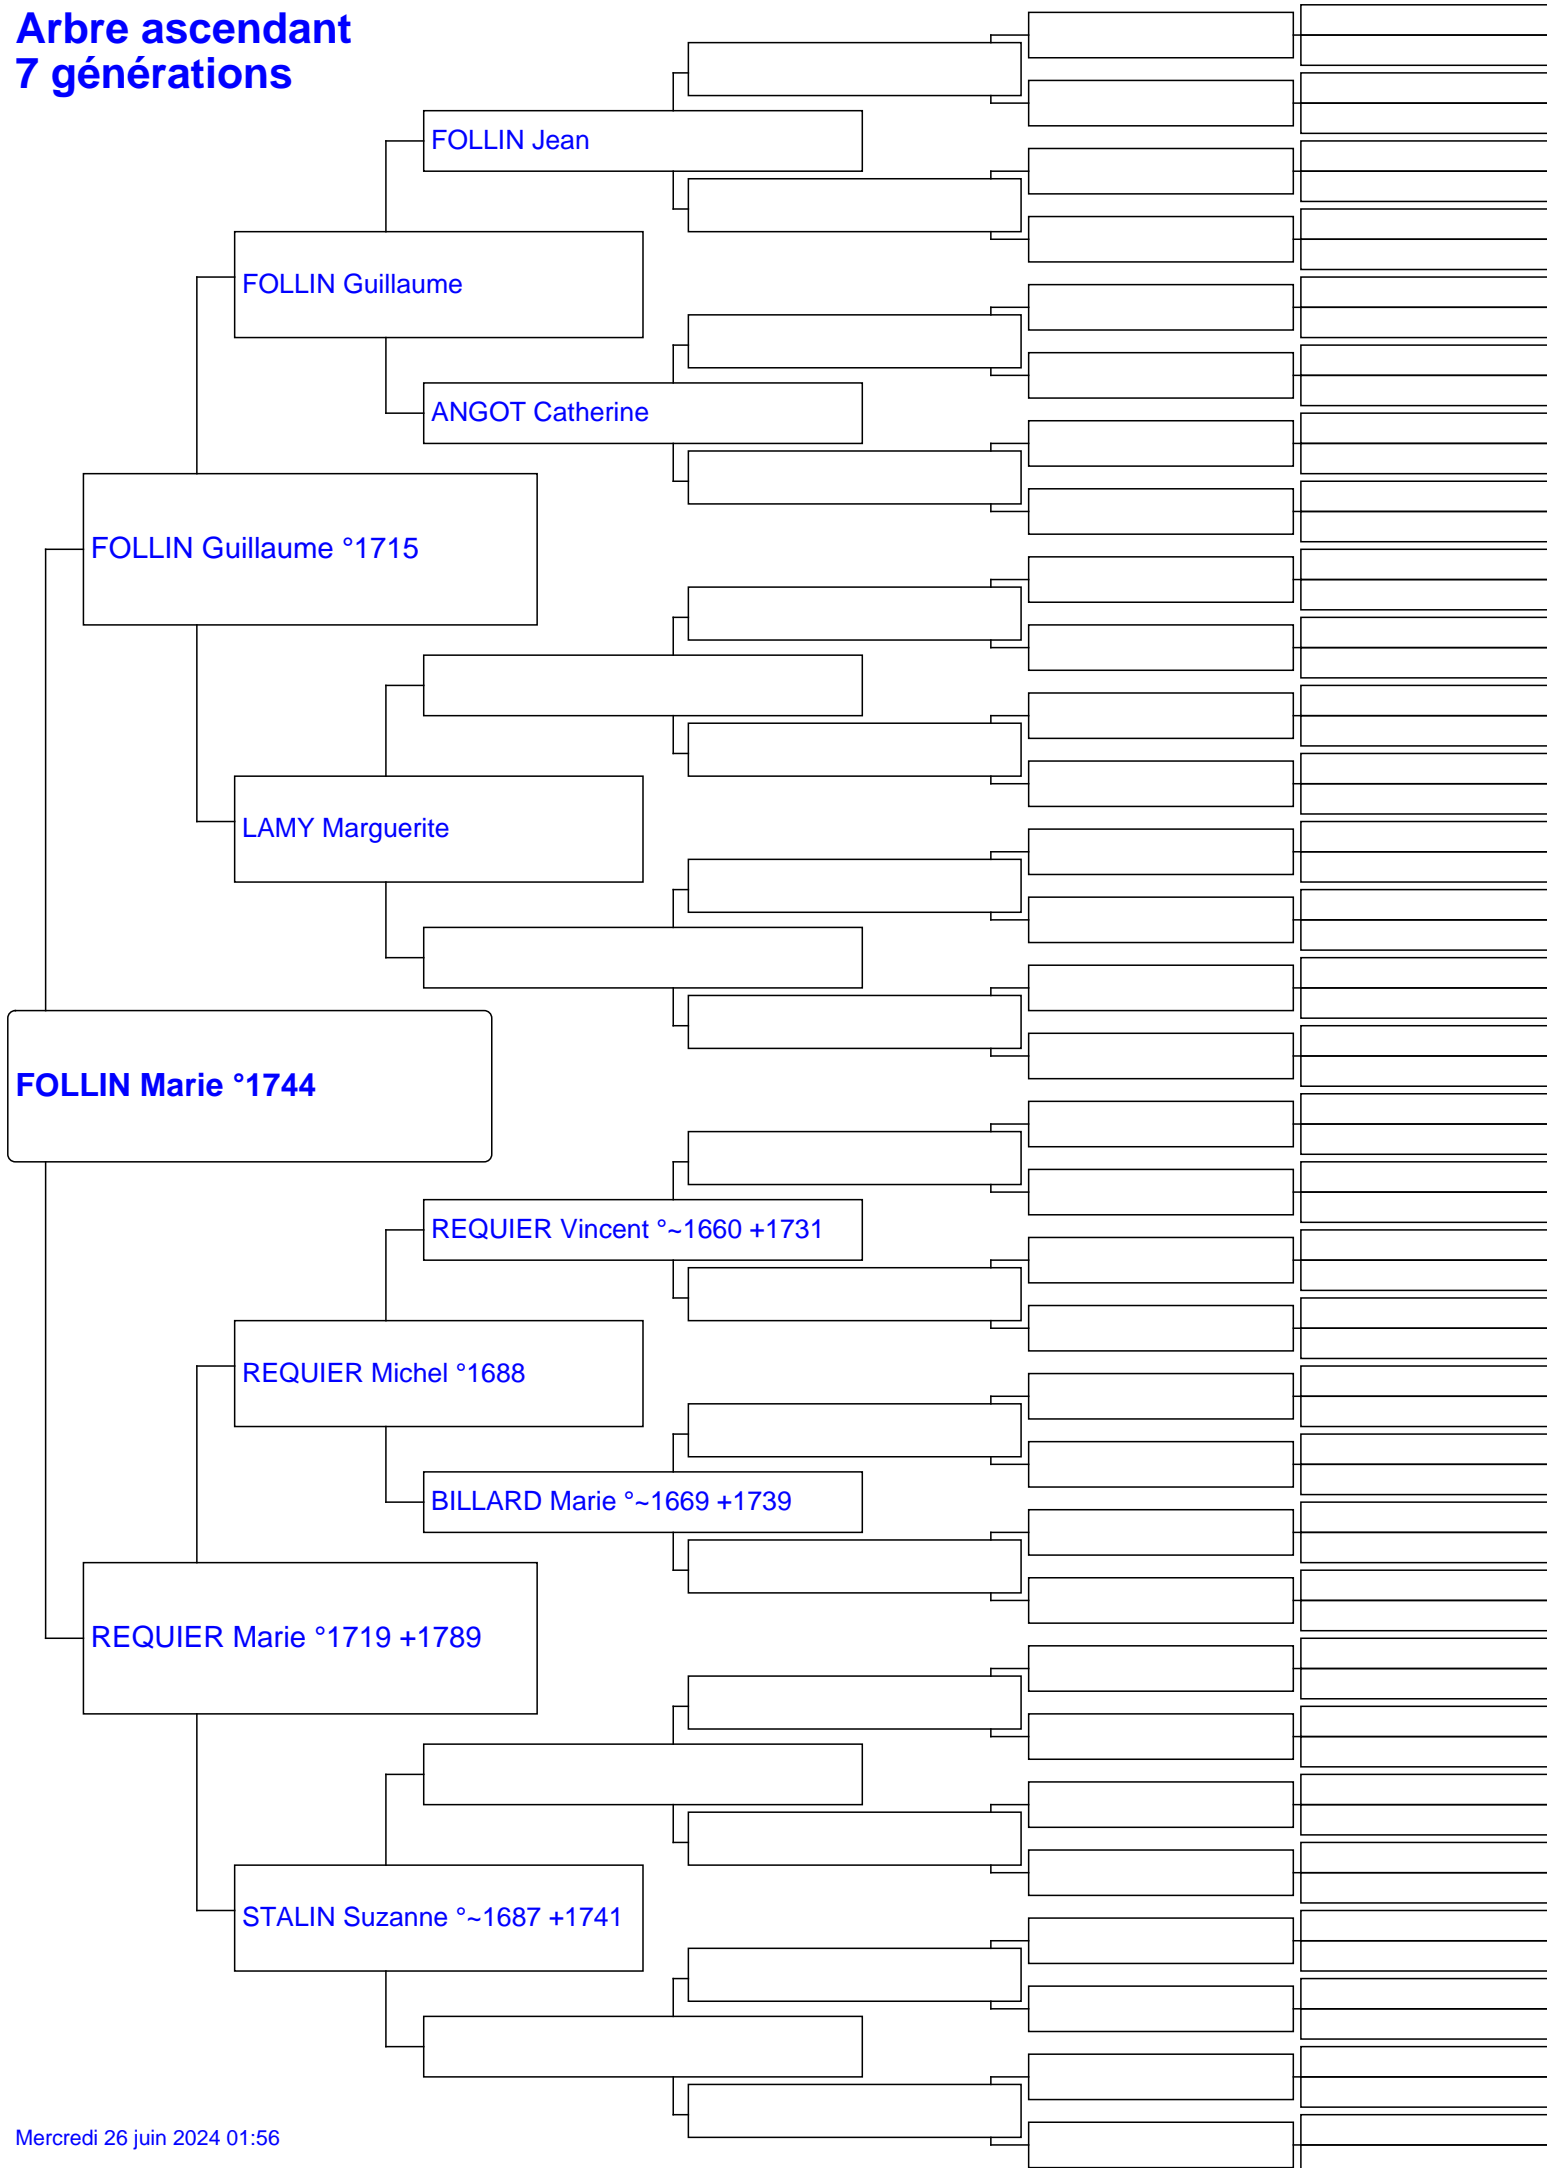 Arbre ascendant
7 générations
FOLLIN Jean
FOLLIN Guillaume
ANGOT Catherine
FOLLIN Guillaume °1715
LAMY Marguerite
FOLLIN Marie °1744
REQUIER Vincent °~1660 +1731
REQUIER Michel °1688
BILLARD Marie °~1669 +1739
REQUIER Marie °1719 +1789
STALIN Suzanne °~1687 +1741
Mercredi 26 juin 2024 01:56